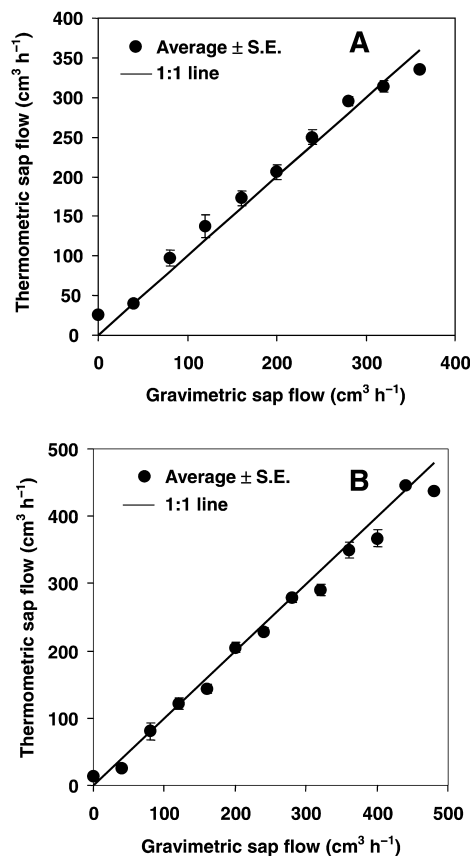 400
350
300
250
200
150
100
50
0
Thermometric sap flow (cm³ h⁻¹)
Average ± S.E.
1:1 line
A
0 100 200 300 400
Gravimetric sap flow (cm³ h⁻¹)
500
400
300
200
100
0
Thermometric sap flow (cm³ h⁻¹)
Average ± S.E.
1:1 line
B
0 100 200 300 400 500
Gravimetric sap flow (cm³ h⁻¹)